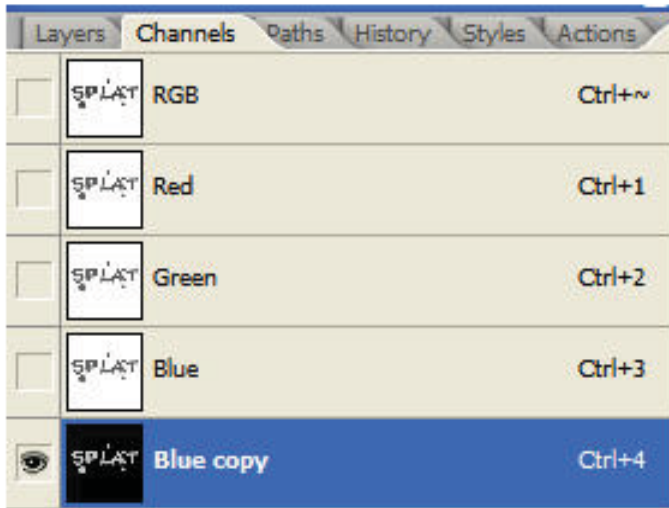 Layers Channels Paths History Styles Actions
SPLAT RGB Ctrl+~
SPLAT Red Ctrl+1
SPLAT Green Ctrl+2
SPLAT Blue Ctrl+3
SPLAT Blue copy Ctrl+4